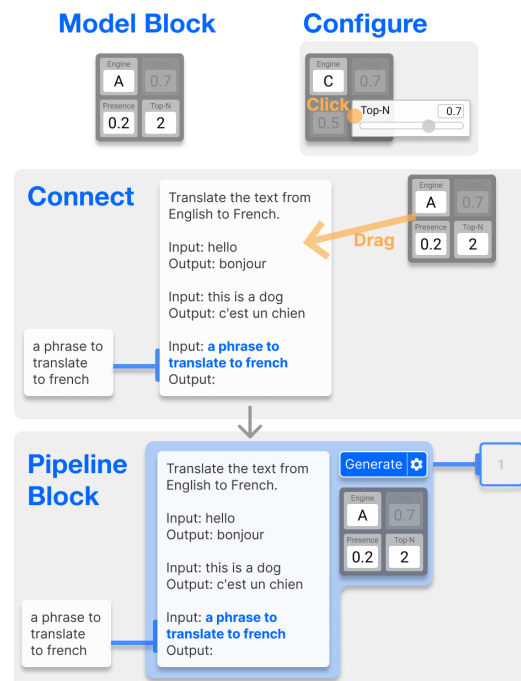 Model Block
Configure
Engine
A
0.7
Presence
Top-N
0.2
2
Engine
C
0.7
Click
0.5
Top-N
0.7
Connect
Translate the text from
English to French.
Input: hello
Output: bonjour
Input: this is a dog
Output: c'est un chien
Input: a phrase to
translate to french
Output:
a phrase to
translate
to french
Drag
Engine
A
0.7
Presence
Top-N
0.2
2
Pipeline
Block
Translate the text from
English to French.
Input: hello
Output: bonjour
Input: this is a dog
Output: c'est un chien
Input: a phrase to
translate to french
Output:
a phrase to
translate
to french
Generate
1
Engine
A
0.7
Presence
Top-N
0.2
2